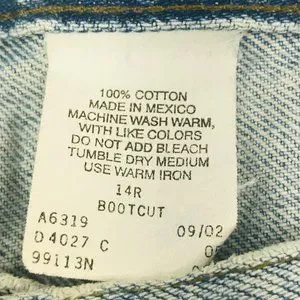 100% COTTON
MADE IN MEXICO
MACHINE WASH WARM,
WITH LIKE COLORS
DO NOT ADD BLEACH
TUMBLE DRY MEDIUM
USE WARM IRON
14R
BOOTCUT
A6319 09/02
D4027 C
99113N